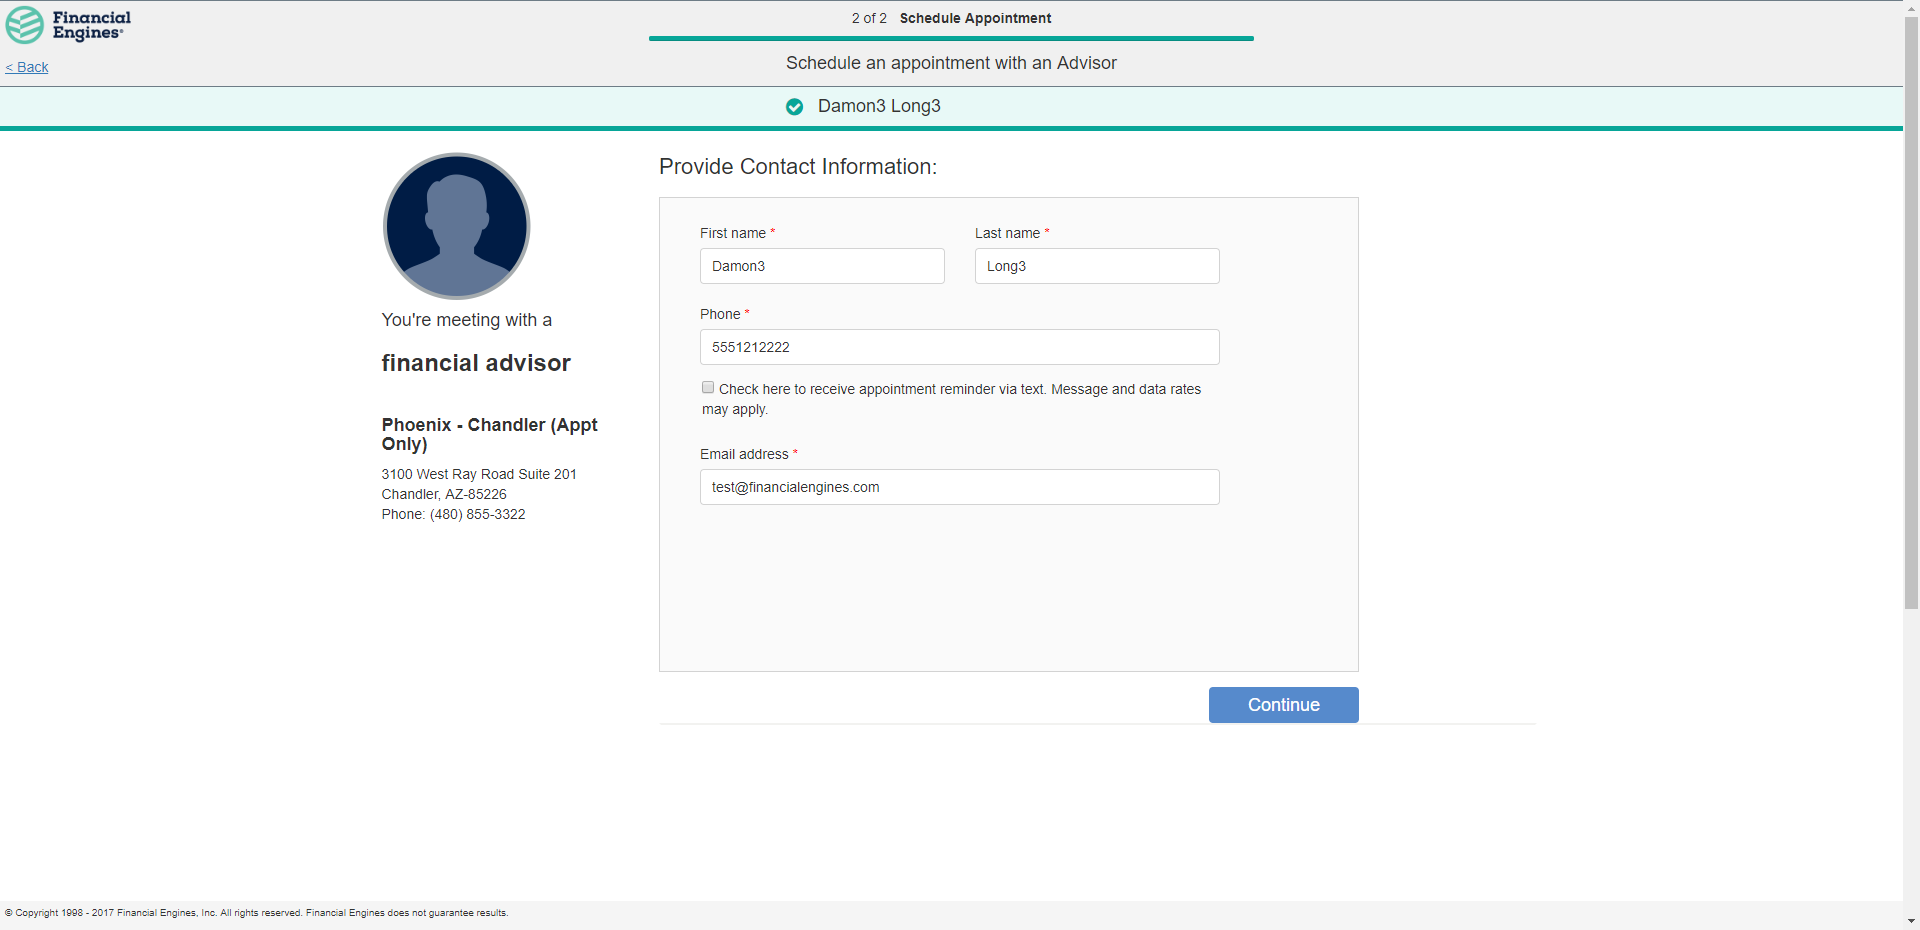 Financial
Engines®
2 of 2 Schedule Appointment
< Back
Schedule an appointment with an Advisor
Damon3 Long3
You're meeting with a
financial advisor
Phoenix - Chandler (Appt
Only)
3100 West Ray Road Suite 201
Chandler, AZ-85226
Phone: (480) 855-3322
Provide Contact Information:
First name *
Last name *
Damon3
Long3
Phone *
5551212222
Check here to receive appointment reminder via text. Message and data rates
may apply.
Email address *
test@financialengines.com
Continue
© Copyright 1998 - 2017 Financial Engines, Inc. All rights reserved. Financial Engines does not guarantee results.